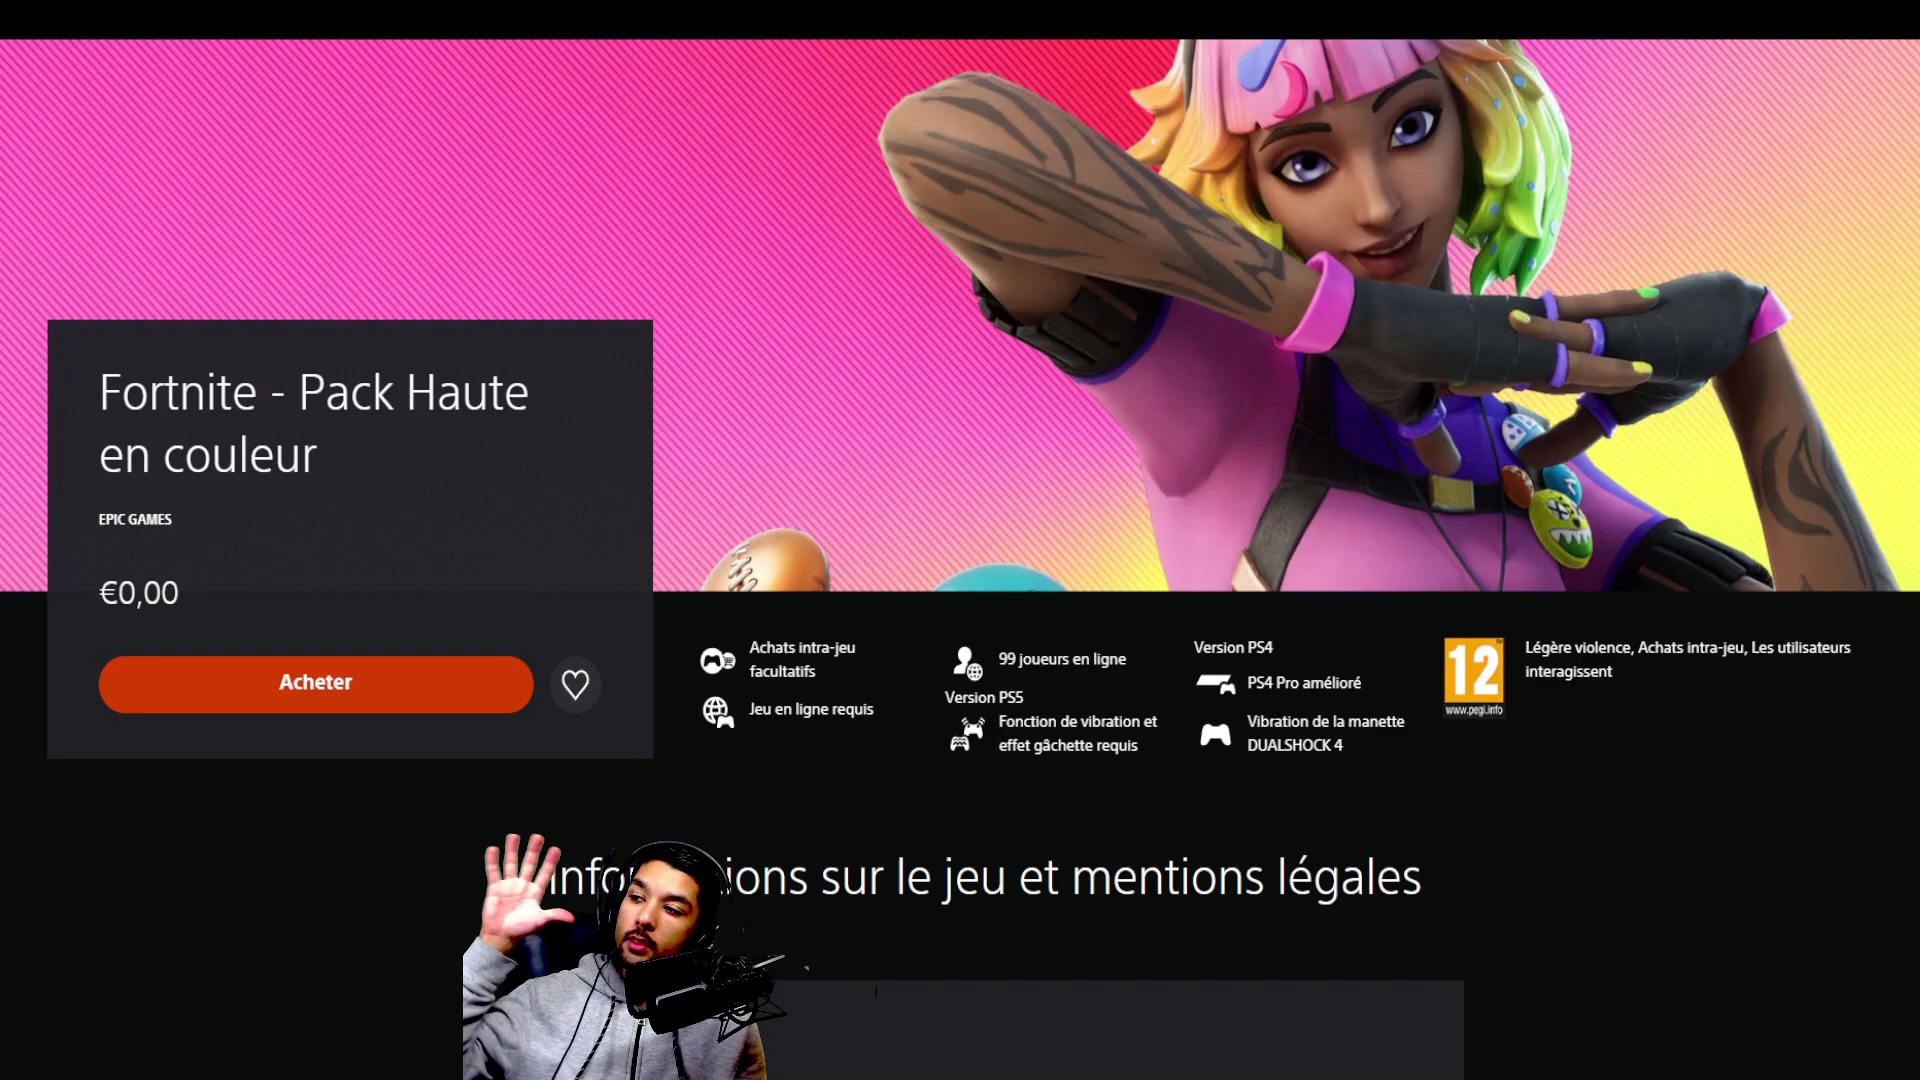 Fortnite - Pack Haute
en couleur
EPIC GAMES
€0,00
Acheter
Achats intra-jeu
facultatifs
Jeu en ligne requis
99 joueurs en ligne
Version PS5
Fonction de vibration et
effet gâchette requis
Version PS4
PS4 Pro amélioré
Vibration de la manette
DUALSHOCK 4
12
www.pegi.info
Légère violence, Achats intra-jeu, Les utilisateurs
interagissent
sur le jeu et mentions légales